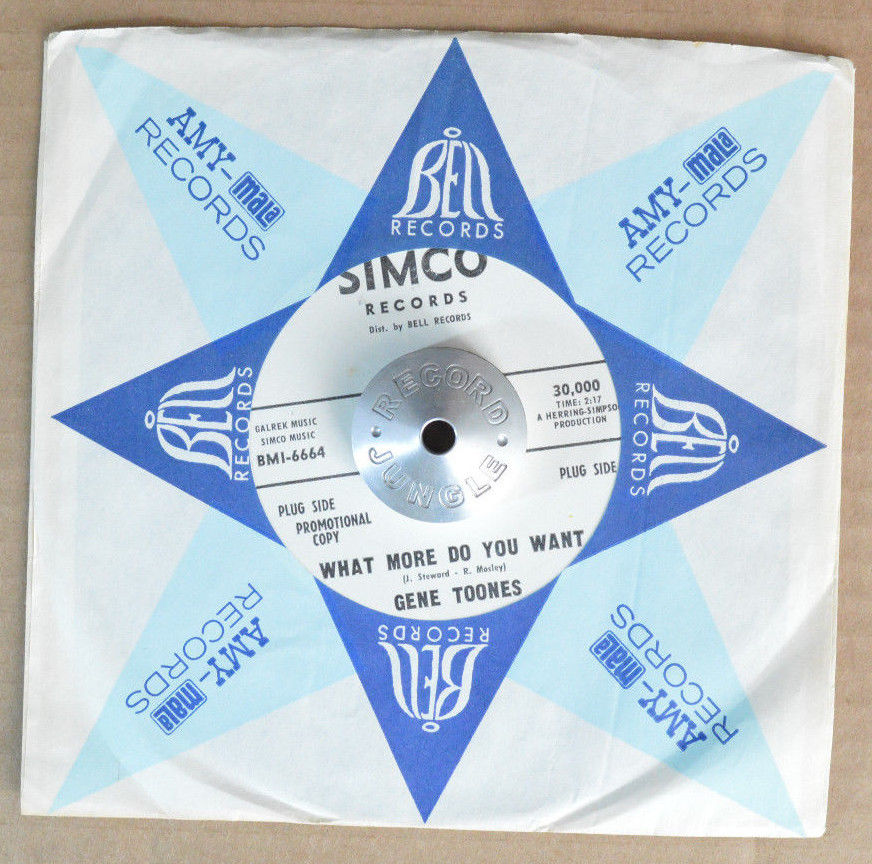 AMY-mala
RECORDS
BELL
RECORDS
AMY-mala
RECORDS
SIMCO
RECORDS
Dist. by BELL RECORDS
BELL
RECORDS
GALREK MUSIC
SIMCO MUSIC
BMI-6664
RECORD
JUNGLE
30,000
TIME: 2:17
A HERRING-SIMPSO
PRODUCTION
BELL
RECORDS
PLUG SIDE
PROMOTIONAL
COPY
PLUG SIDE
WHAT MORE DO YOU WANT
(J. Steward - R. Mosley)
GENE TOONES
AMY-mala
RECORDS
BELL
RECORDS
AMY-mala
RECORDS